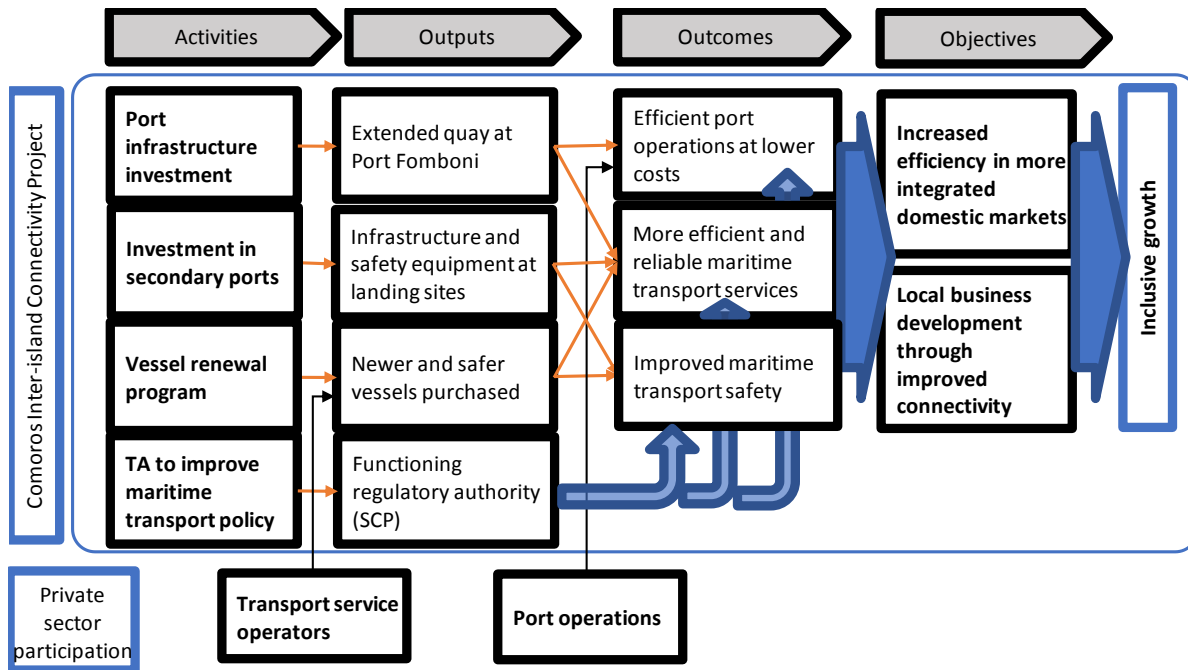 Activities
Outputs
Outcomes
Objectives
Comoros Inter-island Connectivity Project
Port
infrastructure
investment
Extended quay at
Port Fomboni
Efficient port
operations at lower
costs
Increased
efficiency in more
integrated
domestic markets
Investment in
secondary ports
Infrastructure and
safety equipment at
landing sites
More efficient and
reliable maritime
transport services
Local business
development
through
improved
connectivity
Inclusive growth
Vessel renewal
program
Newer and safer
vessels purchased
Improved maritime
transport safety
TA to improve
maritime
transport policy
Functioning
regulatory authority
(SCP)
Private
sector
participation
Transport service
operators
Port operations